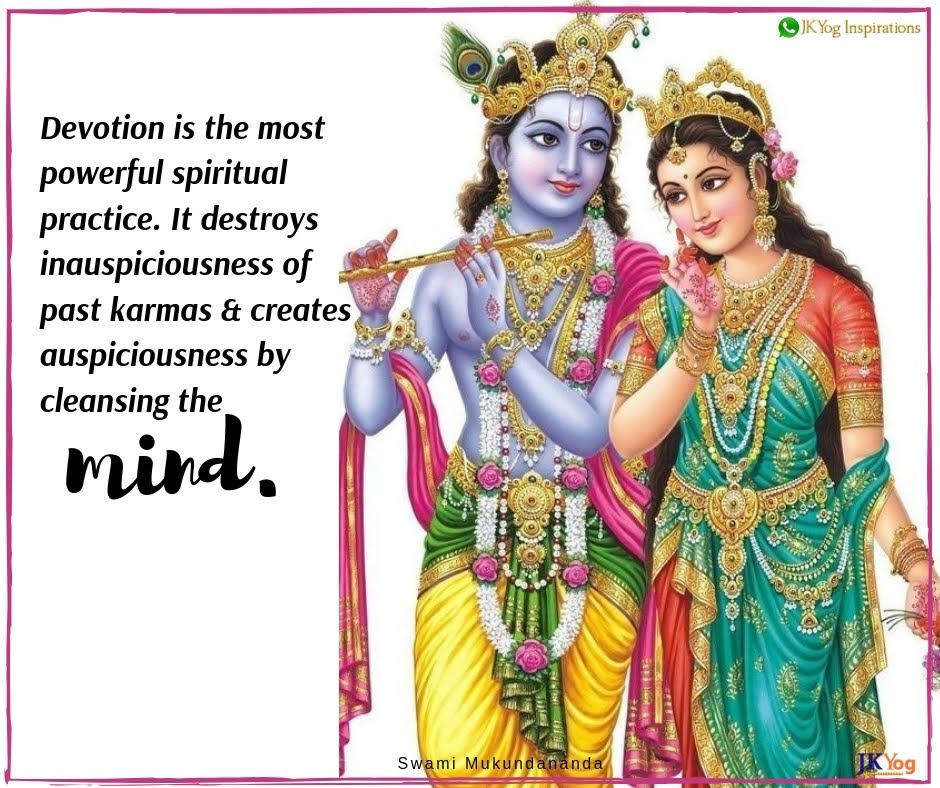 JKYog Inspirations
Devotion is the most
powerful spiritual
practice. It destroys
inauspiciousness of
past karmas & creates
auspiciousness by
cleansing the
mind.
Swami Mukundananda
JKYog